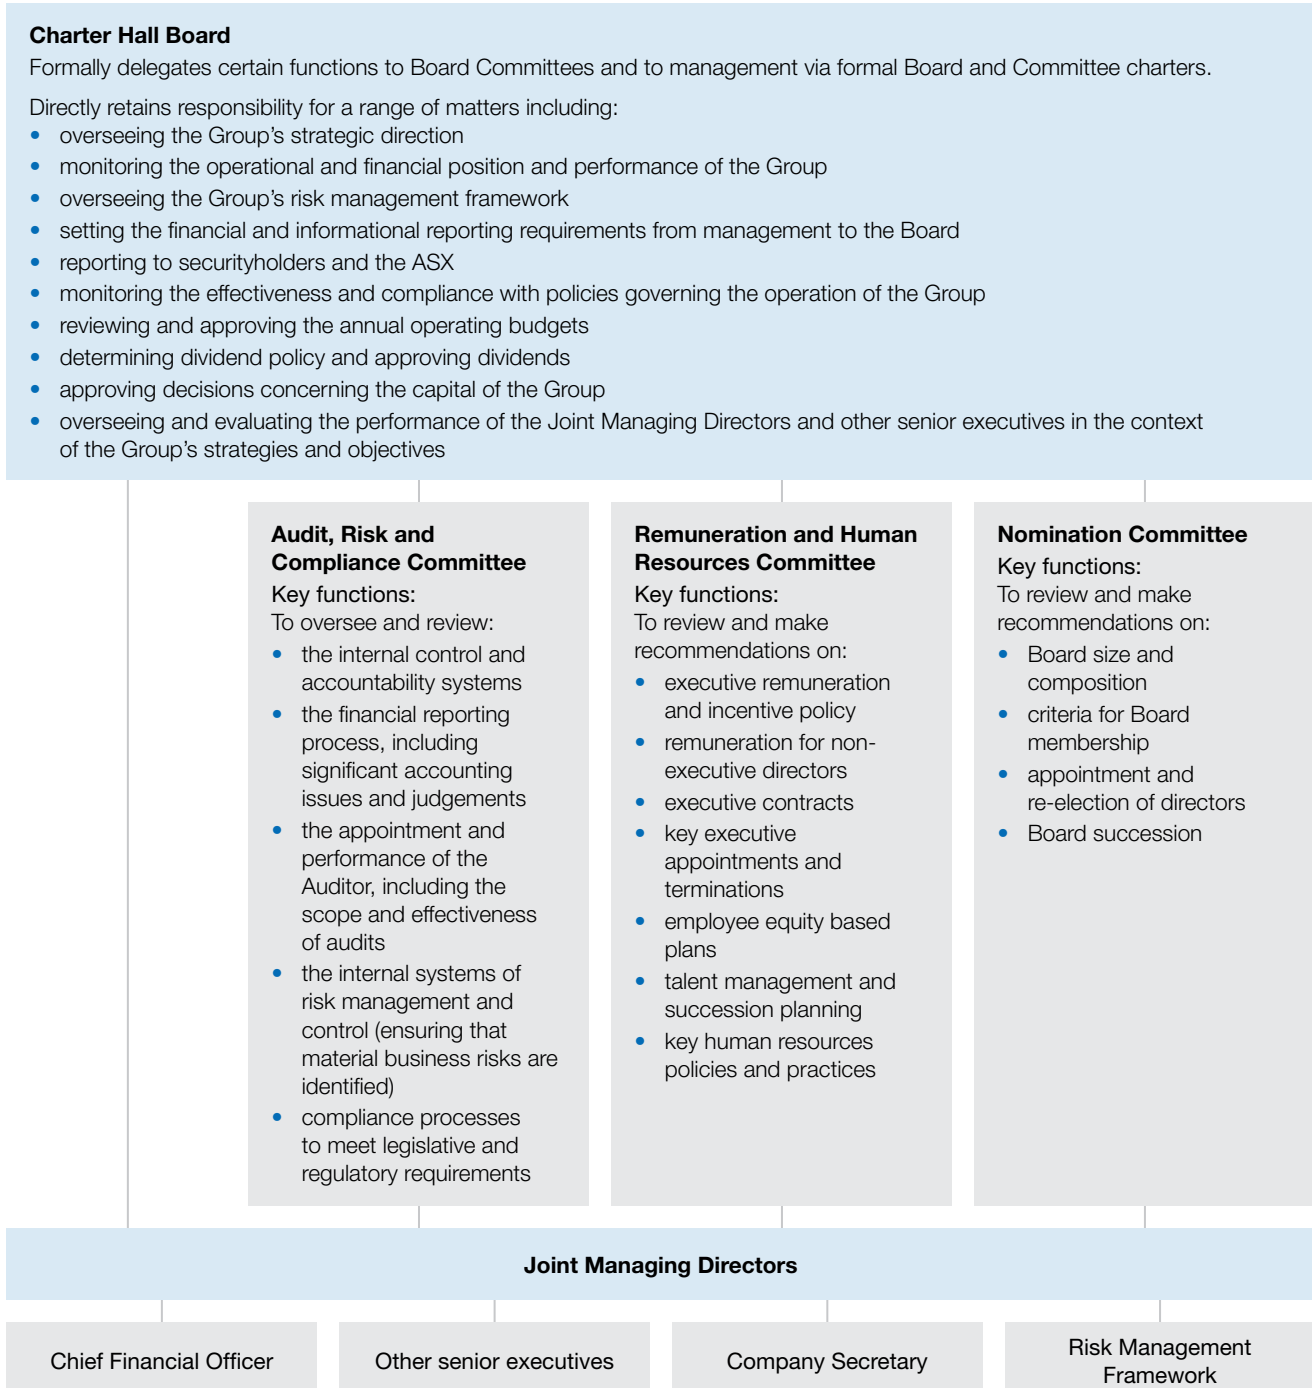 Charter Hall Board
Formally delegates certain functions to Board Committees and to management via formal Board and Committee charters.
Directly retains responsibility for a range of matters including:
• overseeing the Group’s strategic direction
• monitoring the operational and financial position and performance of the Group
• overseeing the Group’s risk management framework
• setting the financial and informational reporting requirements from management to the Board
• reporting to securityholders and the ASX
• monitoring the effectiveness and compliance with policies governing the operation of the Group
• reviewing and approving the annual operating budgets
• determining dividend policy and approving dividends
• approving decisions concerning the capital of the Group
• overseeing and evaluating the performance of the Joint Managing Directors and other senior executives in the context
of the Group’s strategies and objectives
Audit, Risk and
Compliance Committee
Key functions:
To oversee and review:
• the internal control and
accountability systems
• the financial reporting
process, including
significant accounting
issues and judgements
• the appointment and
performance of the
Auditor, including the
scope and effectiveness
of audits
• the internal systems of
risk management and
control (ensuring that
material business risks are
identified)
• compliance processes
to meet legislative and
regulatory requirements
Remuneration and Human
Resources Committee
Key functions:
To review and make
recommendations on:
• executive remuneration
and incentive policy
• remuneration for non-
executive directors
• executive contracts
• key executive
appointments and
terminations
• employee equity based
plans
• talent management and
succession planning
• key human resources
policies and practices
Nomination Committee
Key functions:
To review and make
recommendations on:
• Board size and
composition
• criteria for Board
membership
• appointment and
re-election of directors
• Board succession
Joint Managing Directors
Chief Financial Officer
Other senior executives
Company Secretary
Risk Management
Framework